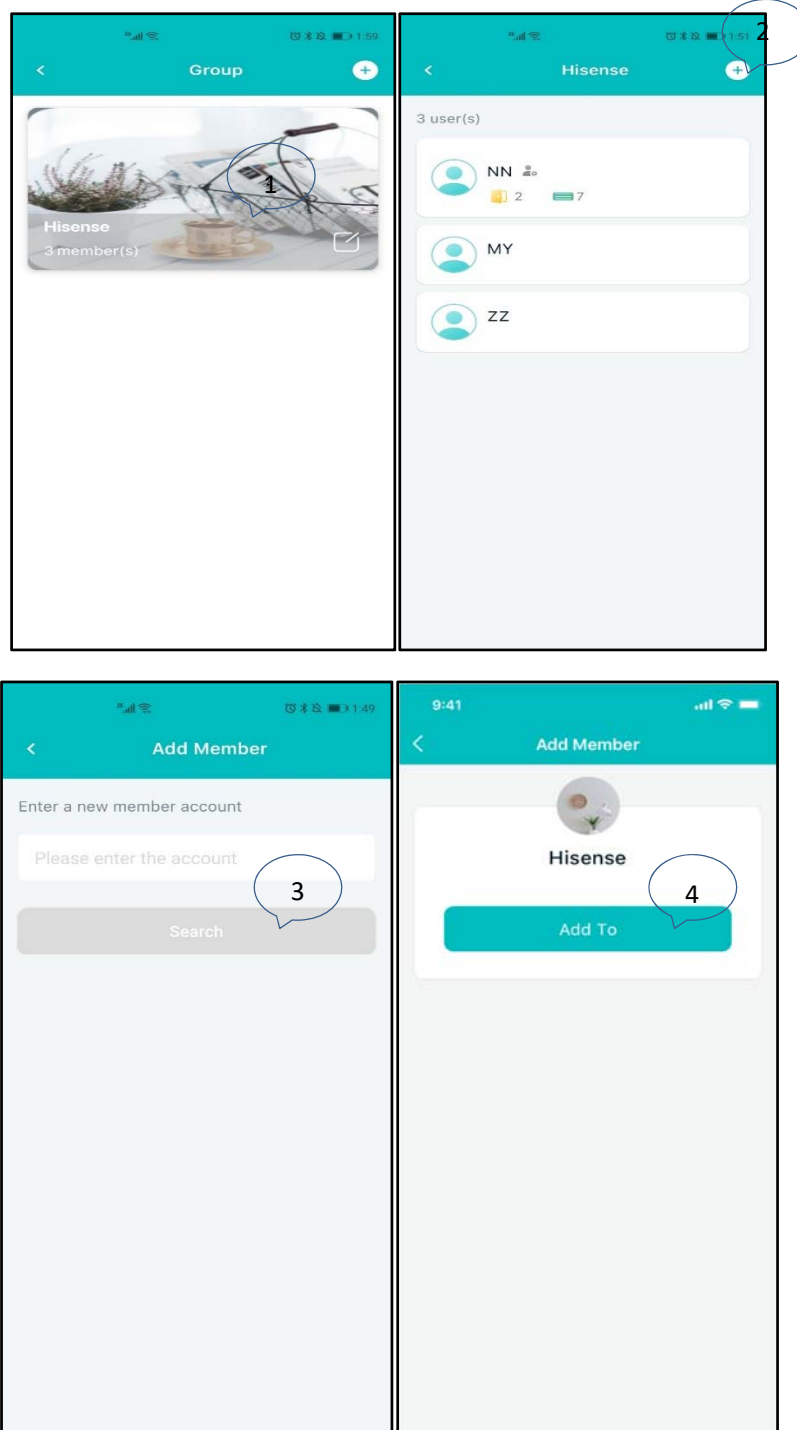 1:59
Group
1
Hisense
3 member(s)
2
1:51
Hisense
3 user(s)
NN
2 7
MY
ZZ
1:49
Add Member
Enter a new member account
Please enter the account
3
Search
9:41
Add Member
Hisense
4
Add To